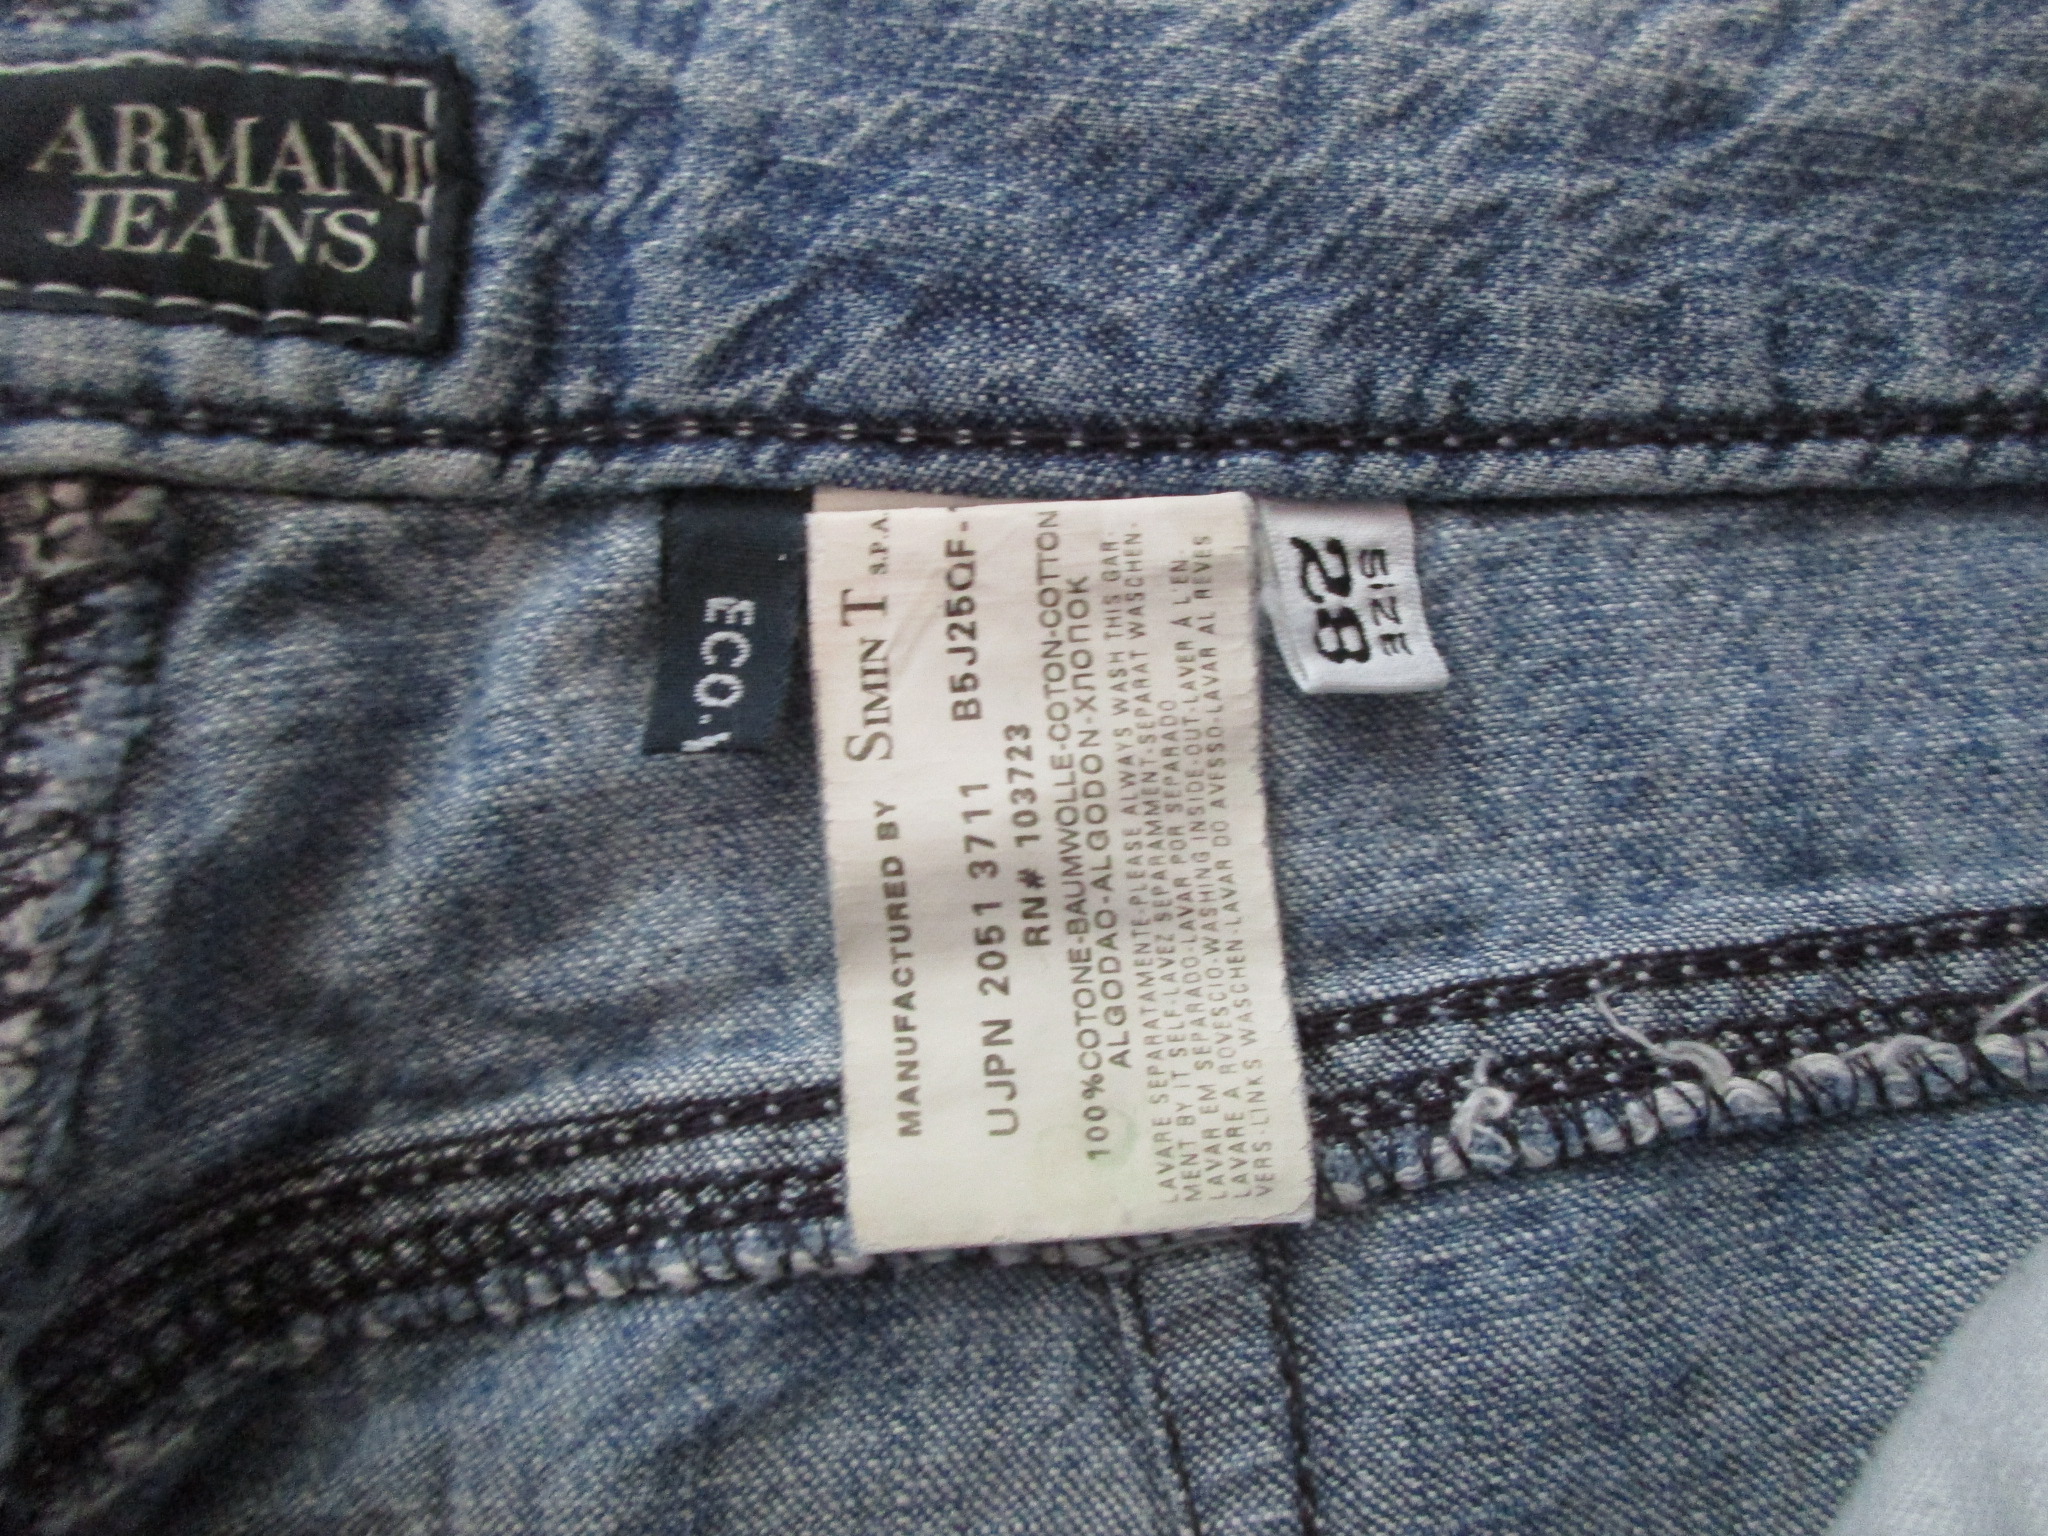 ARMANI
JEANS
ECO.
MANUFACTURED BY SIMINT S.P.A.
UJPN 2051 3711 B5J25QF-
RN# 103723
100%COTONE-BAUMWOLLE-COTON-COTTON
ALGODAO-ALGODON-ХЛОПОК
LAVARE SEPARATAMENTE-PLEASE ALWAYS WASH THIS GAR-
MENT BY IT SELF-LAVEZ SEPARAMMENT-SEPARAT WASCHEN-
LAVAR EM SEPARADO-LAVAR POR SEPARADO
LAVARE A ROVESCIO-WASHING INSIDE-OUT-LAVER A L'EN-
VERS-LINKS WASCHEN-LAVAR DO AVESSO-LAVAR AL REVES
SIZE
28